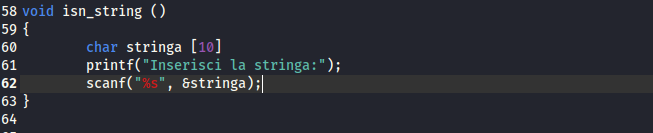 58 void isn_string ()
59 {
60 char stringa [10]
61 printf("Inserisci la stringa:");
62 scanf("%s", &stringa);
63 }
64